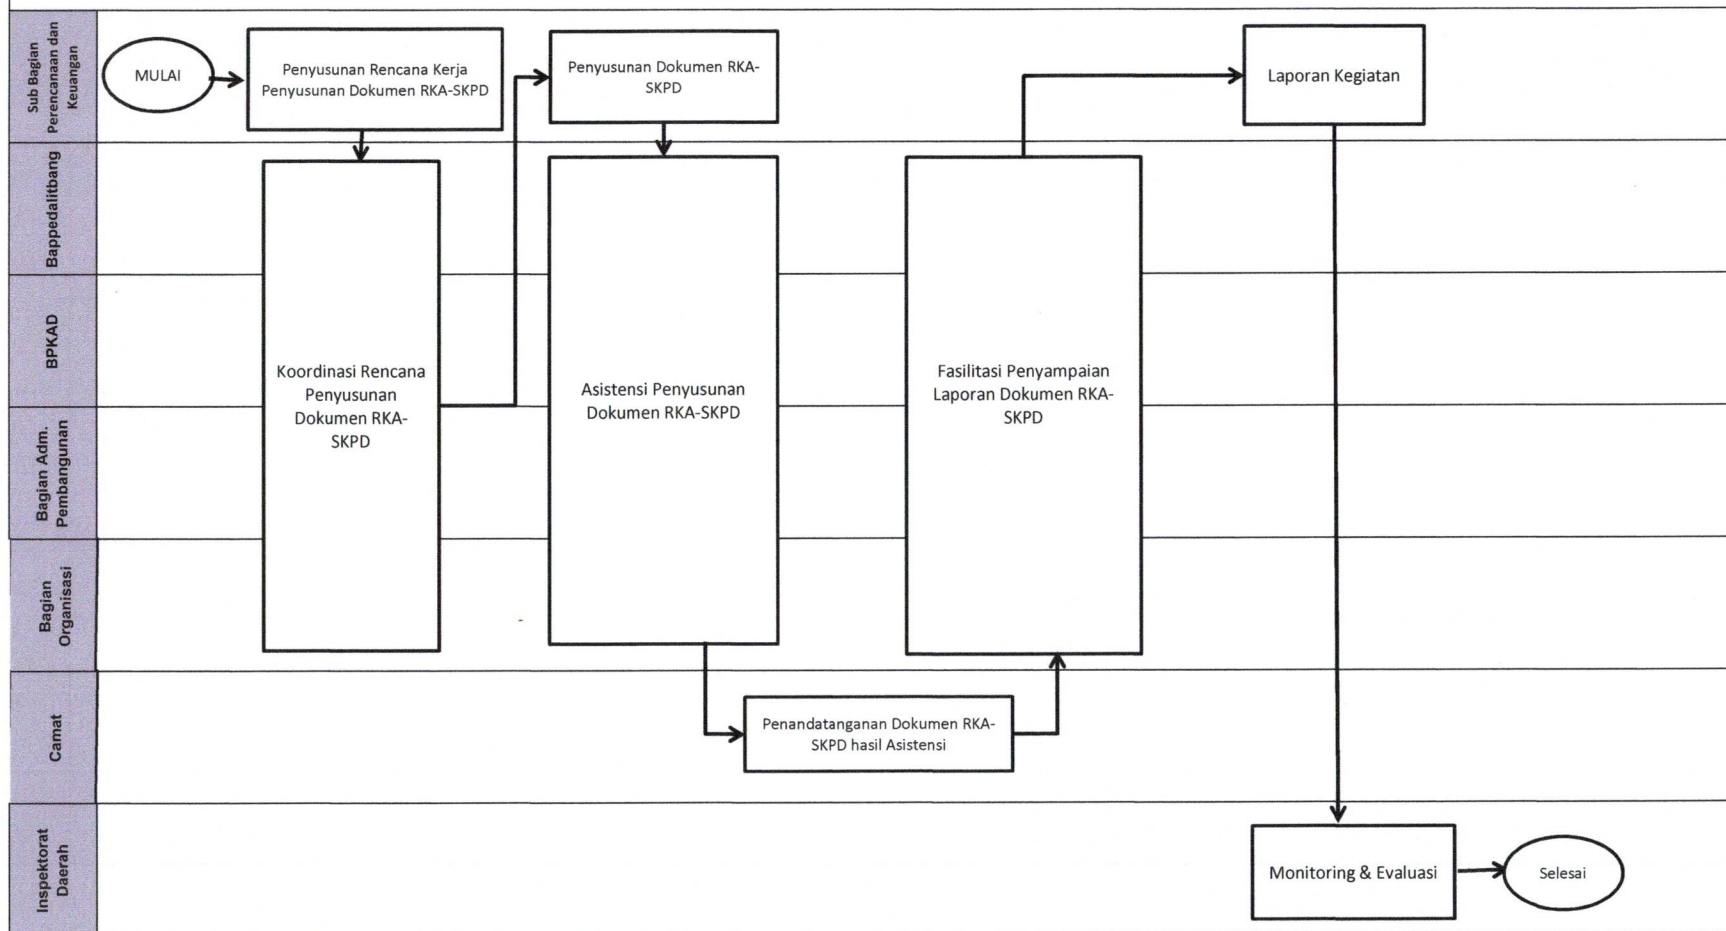 Sub Bagian
Perencanaan dan
Keuangan
MULAI
Penyusunan Rencana Kerja
Penyusunan Dokumen RKA-SKPD
Penyusunan Dokumen RKA-
SKPD
Laporan Kegiatan
Bappedalitbang
BPKAD
Bagian Adm.
Pembangunan
Bagian
Organisasi
Koordinasi Rencana
Penyusunan
Dokumen RKA-
SKPD
Asistensi Penyusunan
Dokumen RKA-SKPD
Fasilitasi Penyampaian
Laporan Dokumen RKA-
SKPD
Camat
Penandatanganan Dokumen RKA-
SKPD hasil Asistensi
Inspektorat
Daerah
Monitoring & Evaluasi
Selesai